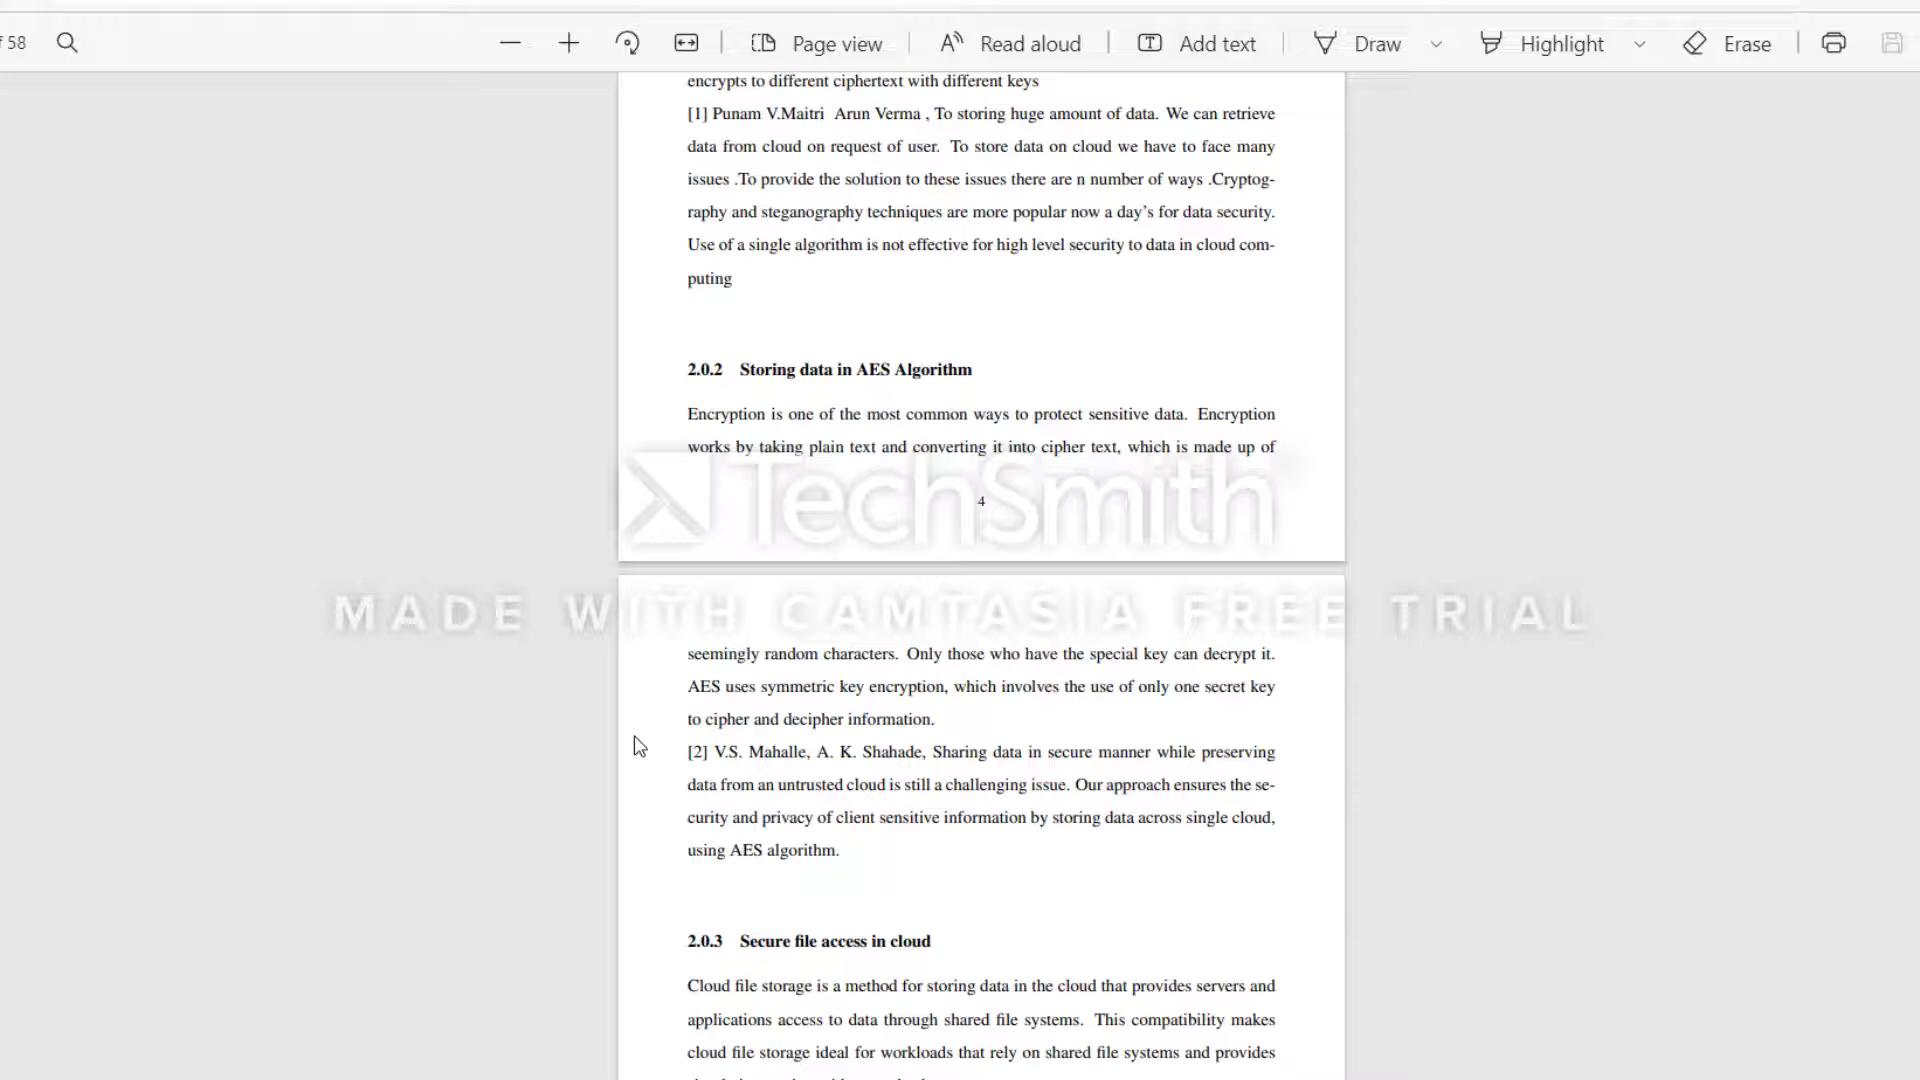 f 58 Page view Read aloud Add text Draw Highlight Erase
encrypts to different ciphertext with different keys
[1] Punam V.Maitri Arun Verma , To storing huge amount of data. We can retrieve
data from cloud on request of user. To store data on cloud we have to face many
issues .To provide the solution to these issues there are n number of ways .Cryptog-
raphy and steganography techniques are more popular now a day's for data security.
Use of a single algorithm is not effective for high level security to data in cloud com-
puting
2.0.2 Storing data in AES Algorithm
Encryption is one of the most common ways to protect sensitive data. Encryption
works by taking plain text and converting it into cipher text, which is made up of
TechSmith
4
MADE WITH CAMTASIA FREE TRIAL
seemingly random characters. Only those who have the special key can decrypt it.
AES uses symmetric key encryption, which involves the use of only one secret key
to cipher and decipher information.
[2] V.S. Mahalle, A. K. Shahade, Sharing data in secure manner while preserving
data from an untrusted cloud is still a challenging issue. Our approach ensures the se-
curity and privacy of client sensitive information by storing data across single cloud,
using AES algorithm.
2.0.3 Secure file access in cloud
Cloud file storage is a method for storing data in the cloud that provides servers and
applications access to data through shared file systems. This compatibility makes
cloud file storage ideal for workloads that rely on shared file systems and provides